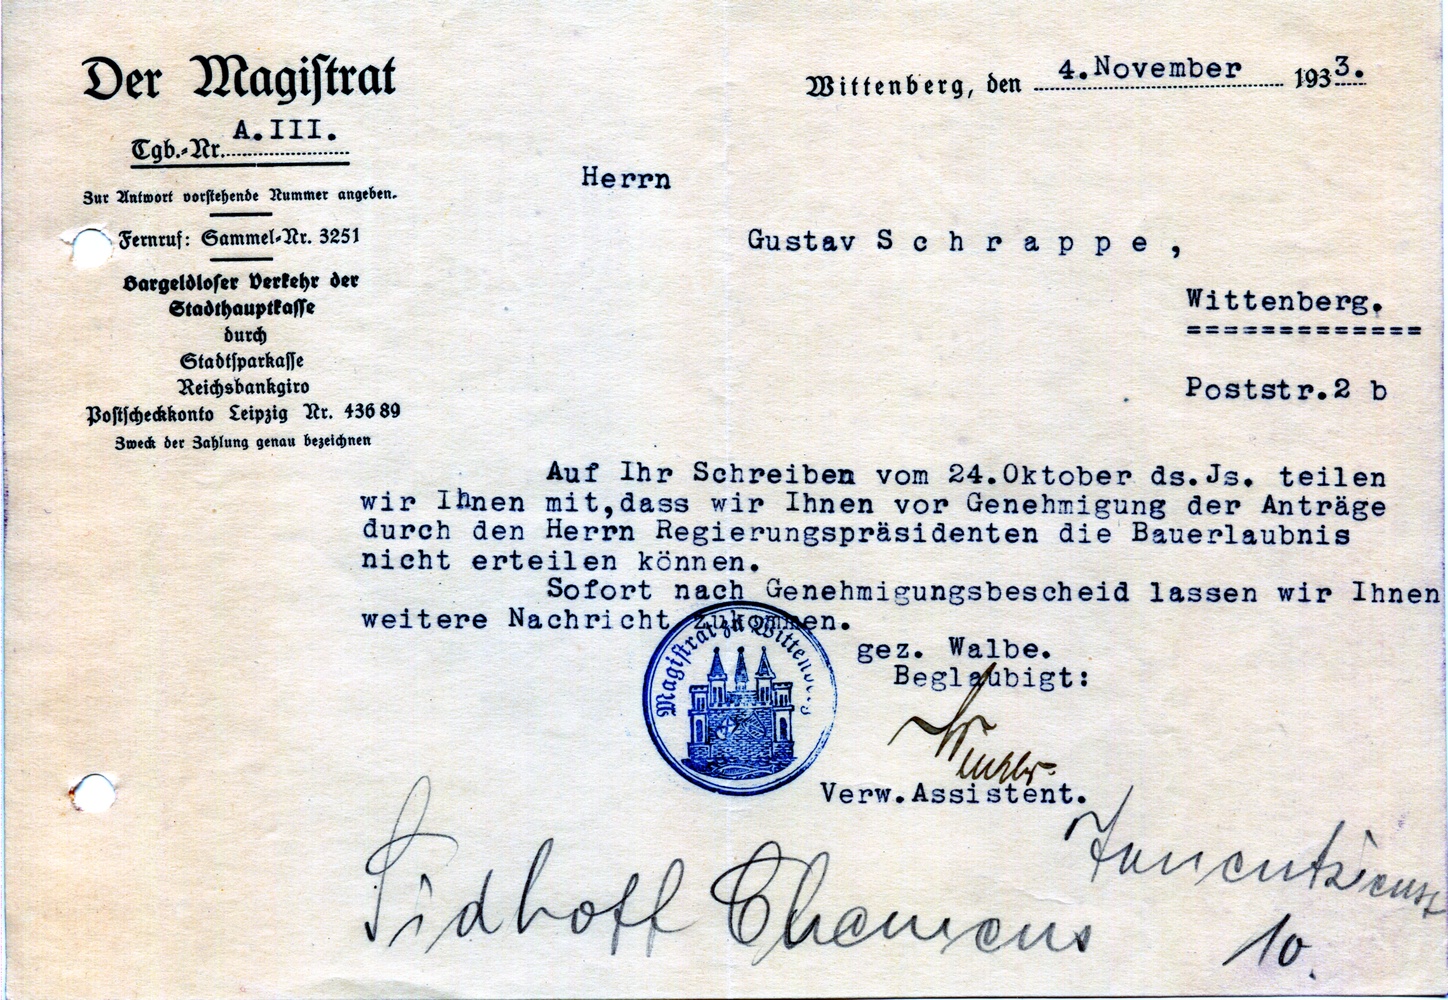 Der Magistrat
Tgb.-Nr. A.III.
Zur Antwort vorstehende Nummer angeben.
Fernruf: Sammel-Nr. 3251
Bargeldloser Verkehr der
Stadthauptkasse
durch
Stadtsparkasse
Reichsbankgiro
Postscheckkonto Leipzig Nr. 43689
Zweck der Zahlung genau bezeichnen
Wittenberg, den 4.November 1933.
Herrn
Gustav Schrappe,
Wittenberg.
=============
Poststr.2 b
Auf Ihr Schreiben vom 24.Oktober ds.Js. teilen
wir Ihnen mit,dass wir Ihnen vor Genehmigung der Anträge
durch den Herrn Regierungspräsidenten die Bauerlaubnis
nicht erteilen können.
Sofort nach Genehmigungsbescheid lassen wir Ihnen
weitere Nachricht zukommen.
gez. Walbe.
Beglaubigt:
Verw.Assistent.
Magistrat zu Wittenberg
10.